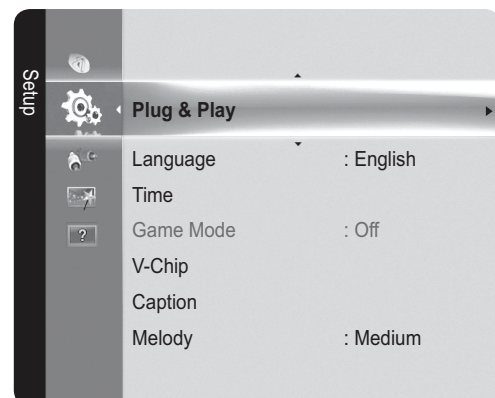 Setup
Plug & Play
Language : English
Time
Game Mode : Off
V-Chip
Caption
Melody : Medium
?